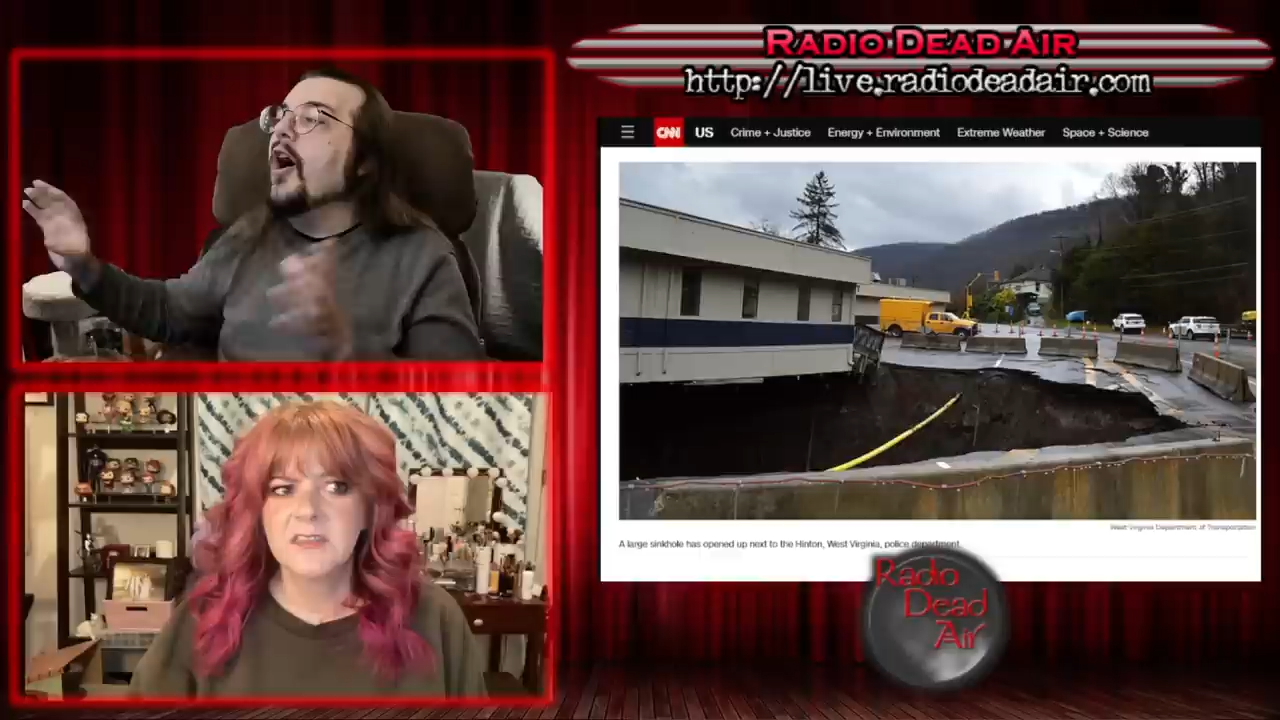 RADIO DEAD AIR
http://live.radiodeadair.com
CNN US Crime + Justice Energy + Environment Extreme Weather Space + Science
West Virginia Department of Transportation
A large sinkhole has opened up next to the Hinton, West Virginia, police department.
Radio
Dead
Air